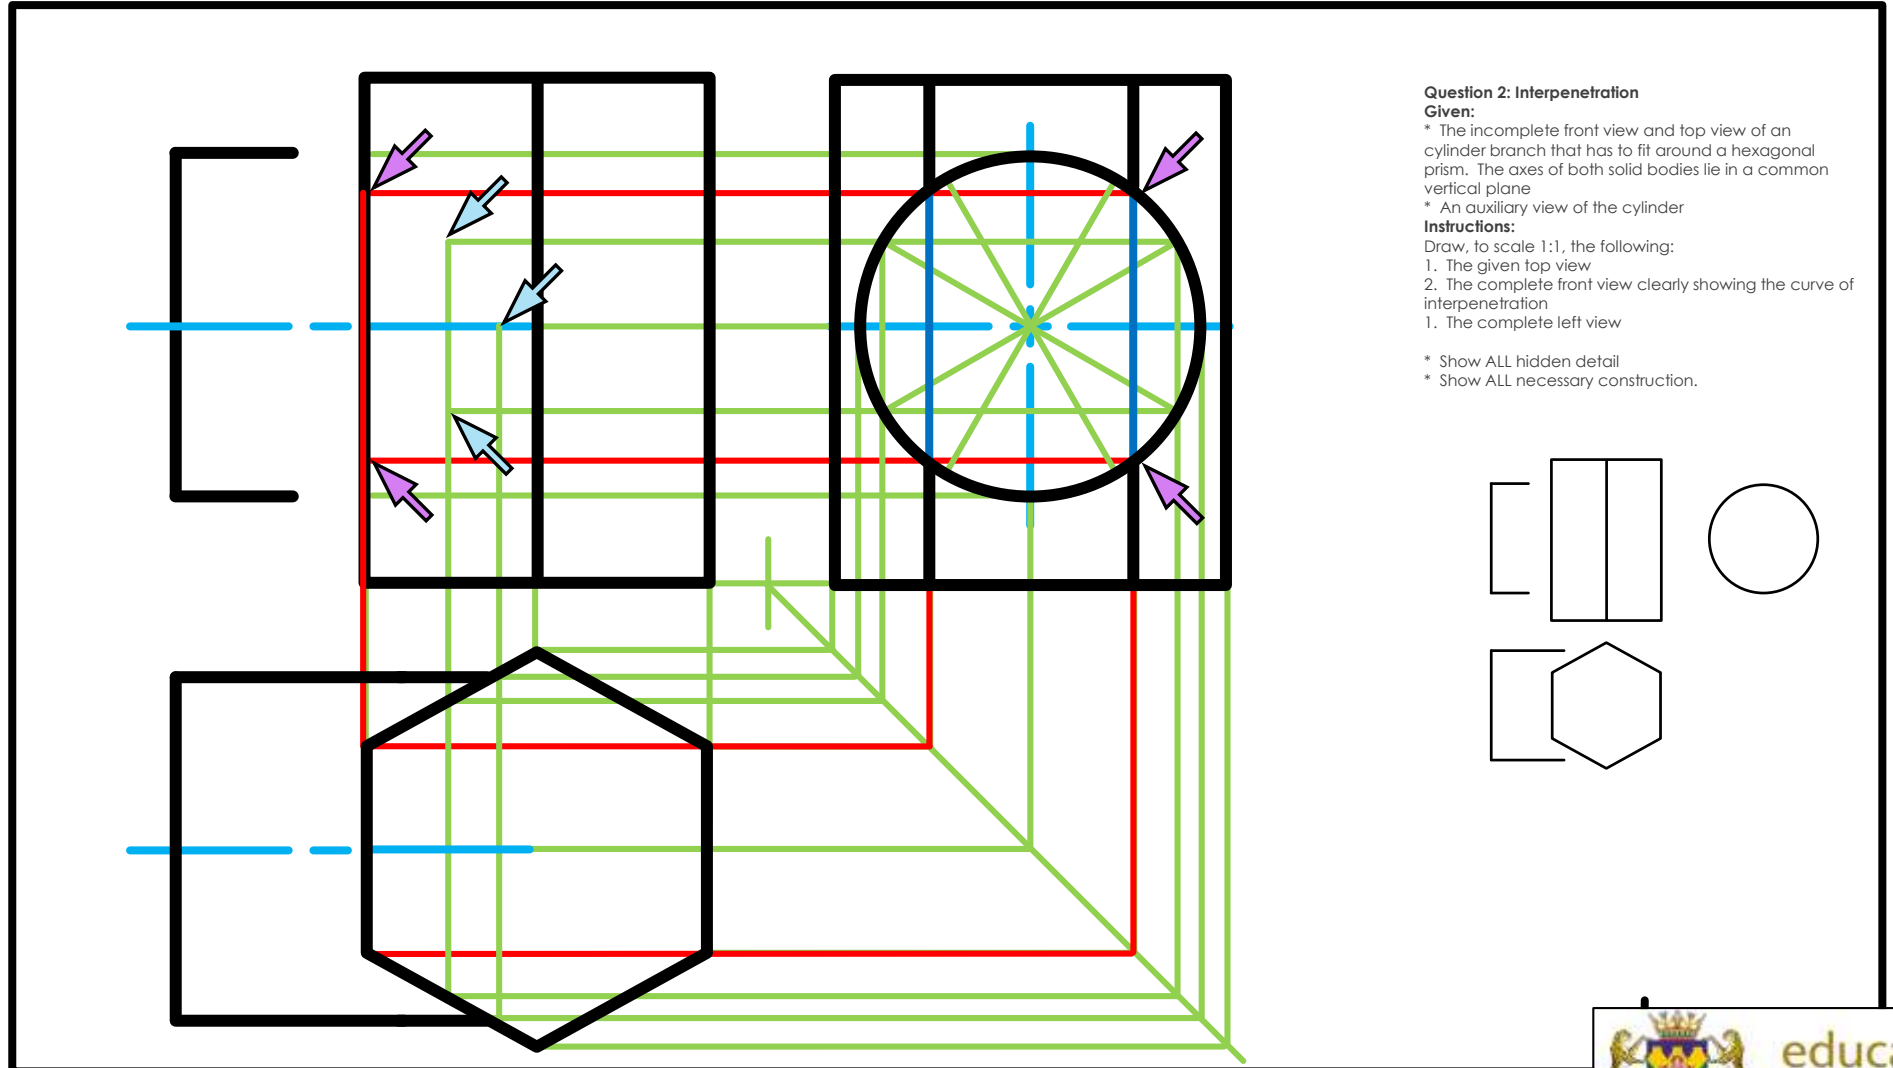 Question 2: Interpenetration
Given:
* The incomplete front view and top view of an
cylinder branch that has to fit around a hexagonal
prism. The axes of both solid bodies lie in a common
vertical plane
* An auxiliary view of the cylinder
Instructions:
Draw, to scale 1:1, the following:
1. The given top view
2. The complete front view clearly showing the curve of
interpenetration
1. The complete left view
* Show ALL hidden detail
* Show ALL necessary construction.